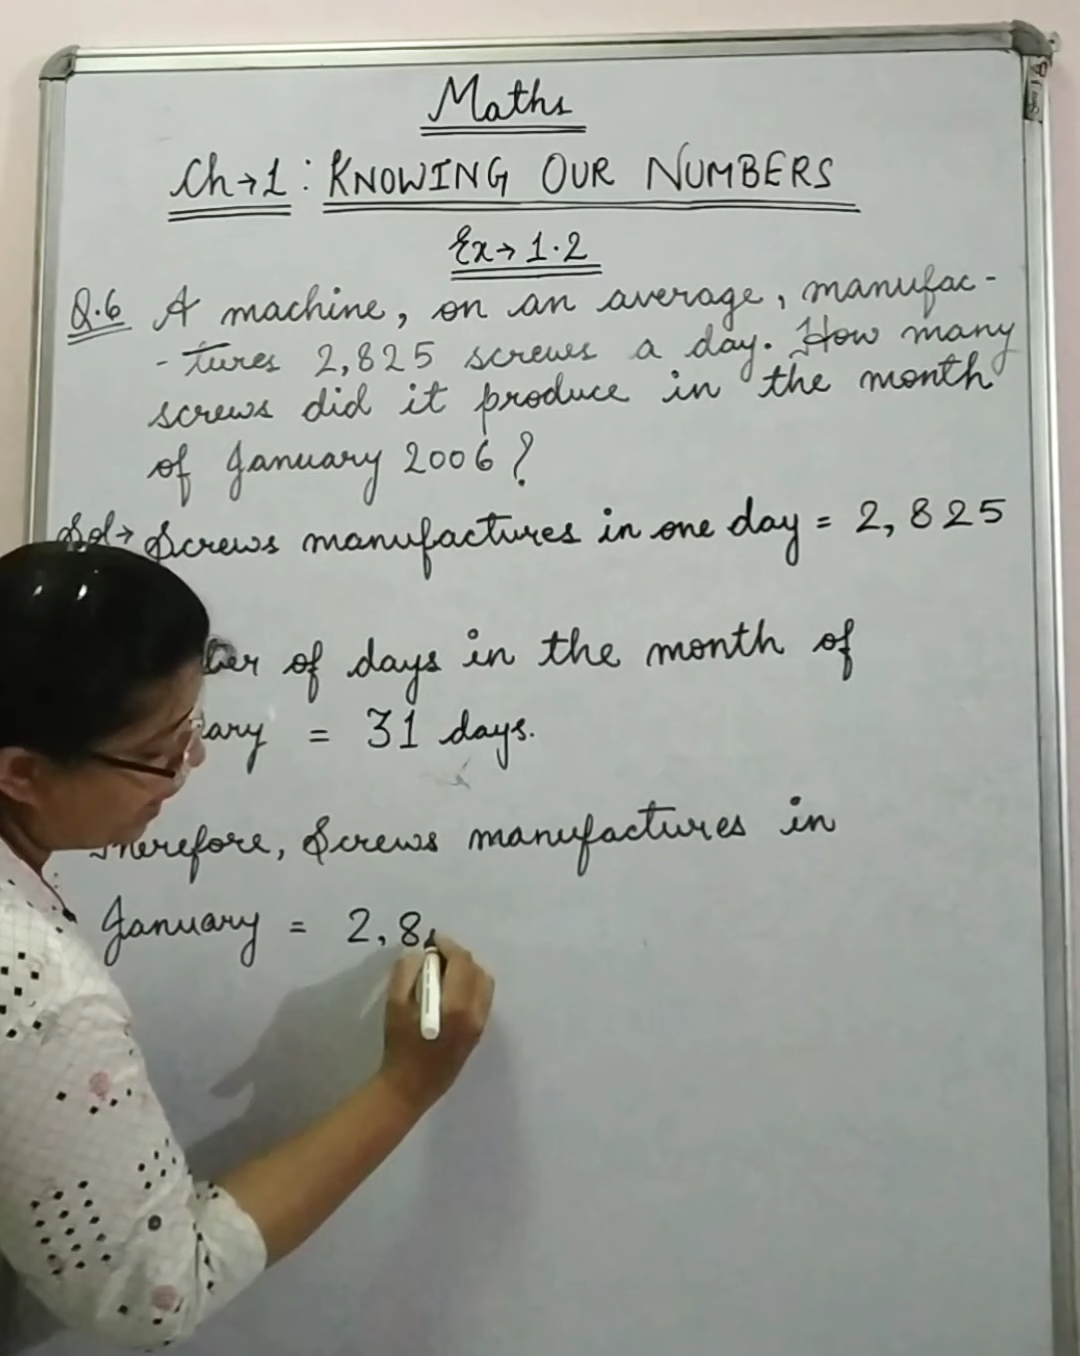 Maths
Ch→1: KNOWING OUR NUMBERS
Ex→ 1.2
Q.6 A machine, on an average, manufac-
-tures 2,825 screws a day. How many
screws did it produce in the month
of January 2006?
Sol→ Screws manufactures in one day = 2,825
of days in the month of
= 31 days.
Therefore, Screws manufactures in
January = 2,8